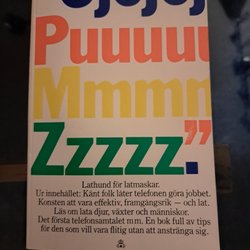 Ojojoj
Puuuuu
Mmmm
Zzzzz.”
Lathund för latmaskar.
Ur innehållet: Känt folk låter telefonen göra jobbet.
Konsten att vara effektiv, framgångsrik — och lat.
Läs om lata djur, växter och människor.
Det första telefonsamtalet m.m. En bok full av tips
för den som vill vara flitig utan att anstränga sig.